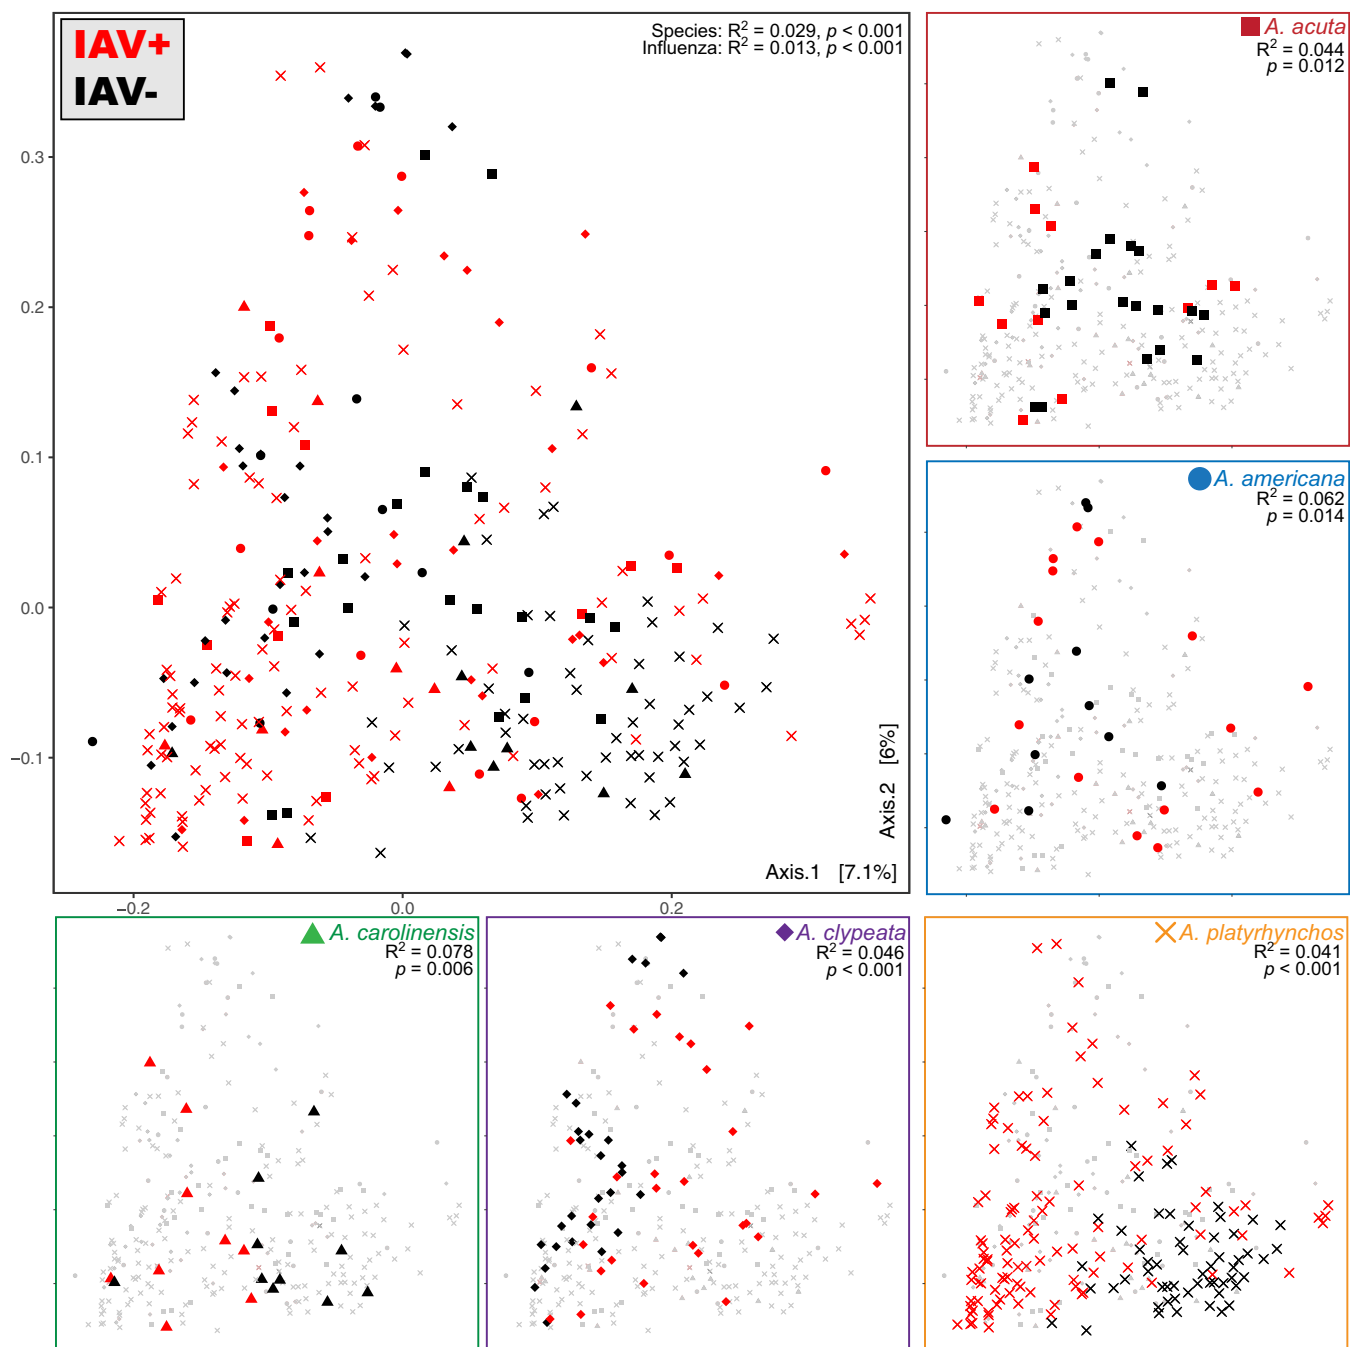 IAV+
IAV-
Species: R² = 0.029, p < 0.001
Influenza: R² = 0.013, p < 0.001
0.3
0.2
0.1
0.0
−0.1
−0.2
0.0
0.2
Axis.2 [6%]
Axis.1 [7.1%]
A. acuta
R² = 0.044
p = 0.012
A. americana
R² = 0.062
p = 0.014
A. carolinensis
R² = 0.078
p = 0.006
A. clypeata
R² = 0.046
p < 0.001
A. platyrhynchos
R² = 0.041
p < 0.001